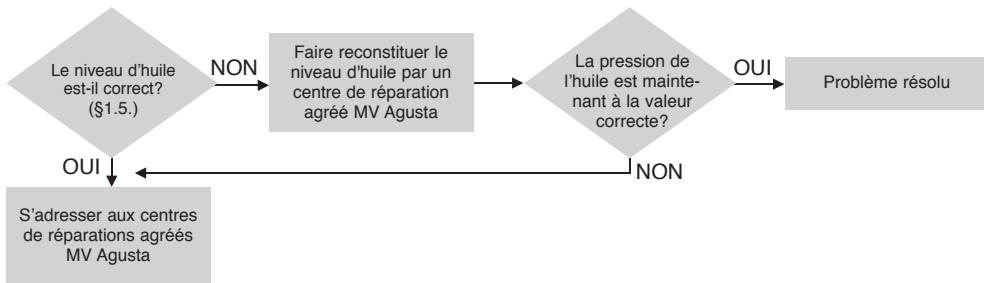 Le niveau d’huile
est-il correct?
(§1.5.)
NON
Faire reconstituer le
niveau d'huile par un
centre de réparation
agréé MV Agusta
La pression de
l’huile est mainte-
nant à la valeur
correcte?
OUI
Problème résolu
OUI
NON
S’adresser aux centres
de réparations agréés
MV Agusta